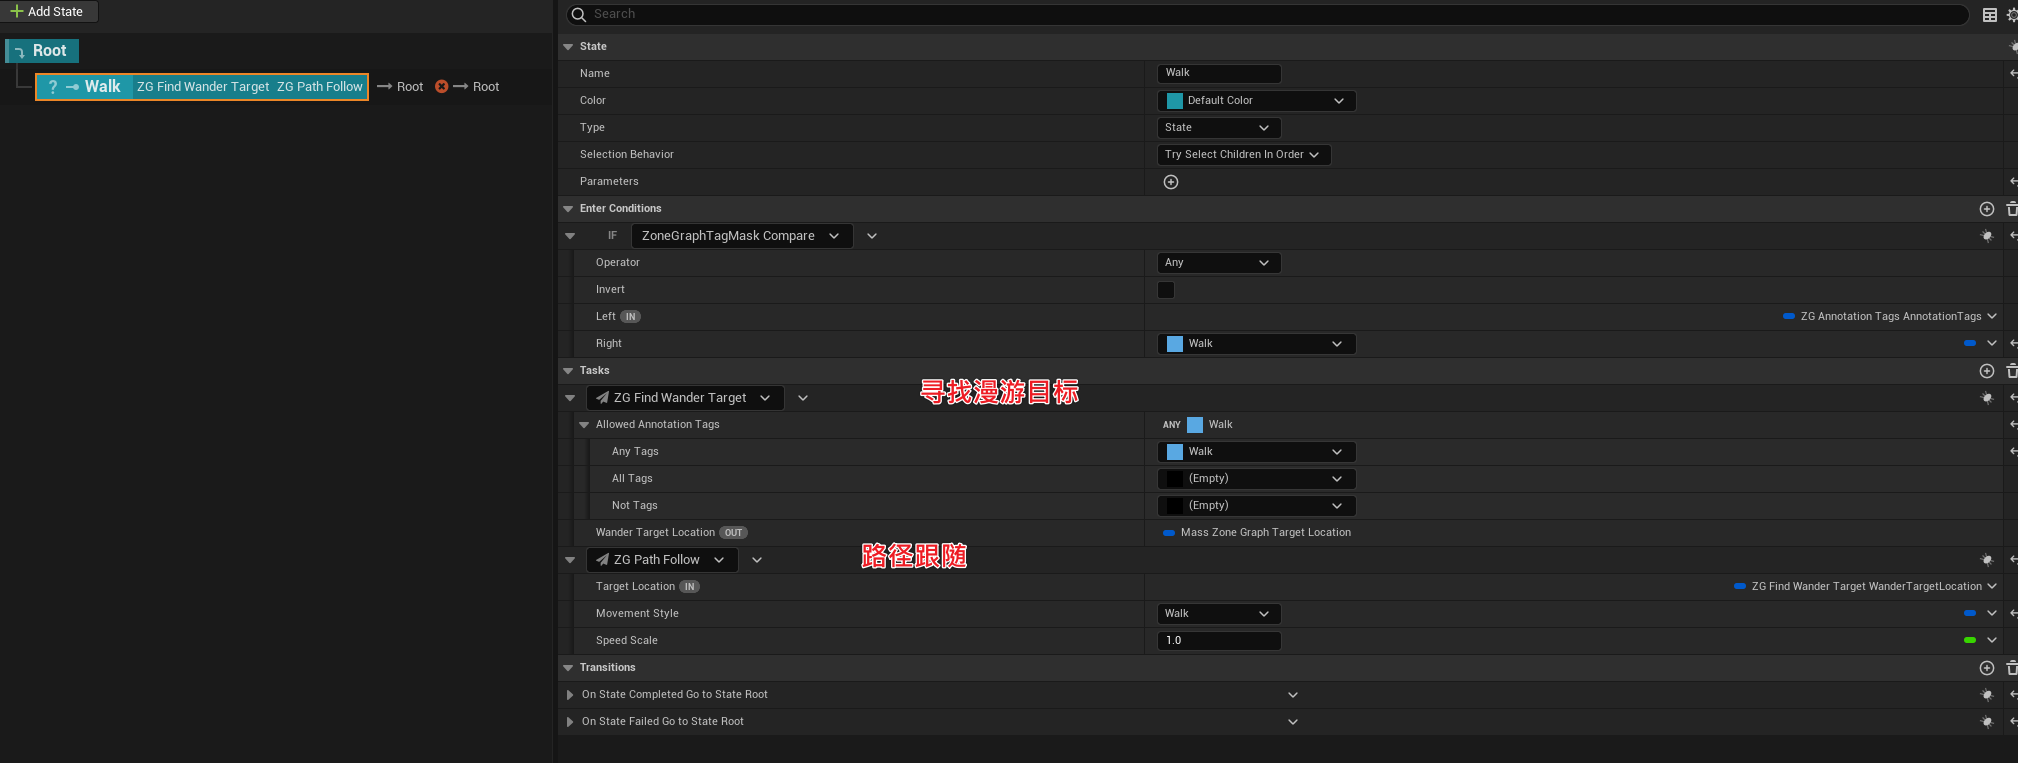 Add State
Root
Walk ZG Find Wander Target ZG Path Follow Root Root
Search
State
Name Walk
Color Default Color
Type State
Selection Behavior Try Select Children In Order
Parameters
Enter Conditions
IF ZoneGraphTagMask Compare
Operator Any
Invert
Left IN ZG Annotation Tags AnnotationTags
Right Walk
Tasks
寻找漫游目标
ZG Find Wander Target
Allowed Annotation Tags ANY Walk
Any Tags Walk
All Tags (Empty)
Not Tags (Empty)
Wander Target Location OUT Mass Zone Graph Target Location
路径跟随
ZG Path Follow
Target Location IN ZG Find Wander Target WanderTargetLocation
Movement Style Walk
Speed Scale 1.0
Transitions
On State Completed Go to State Root
On State Failed Go to State Root